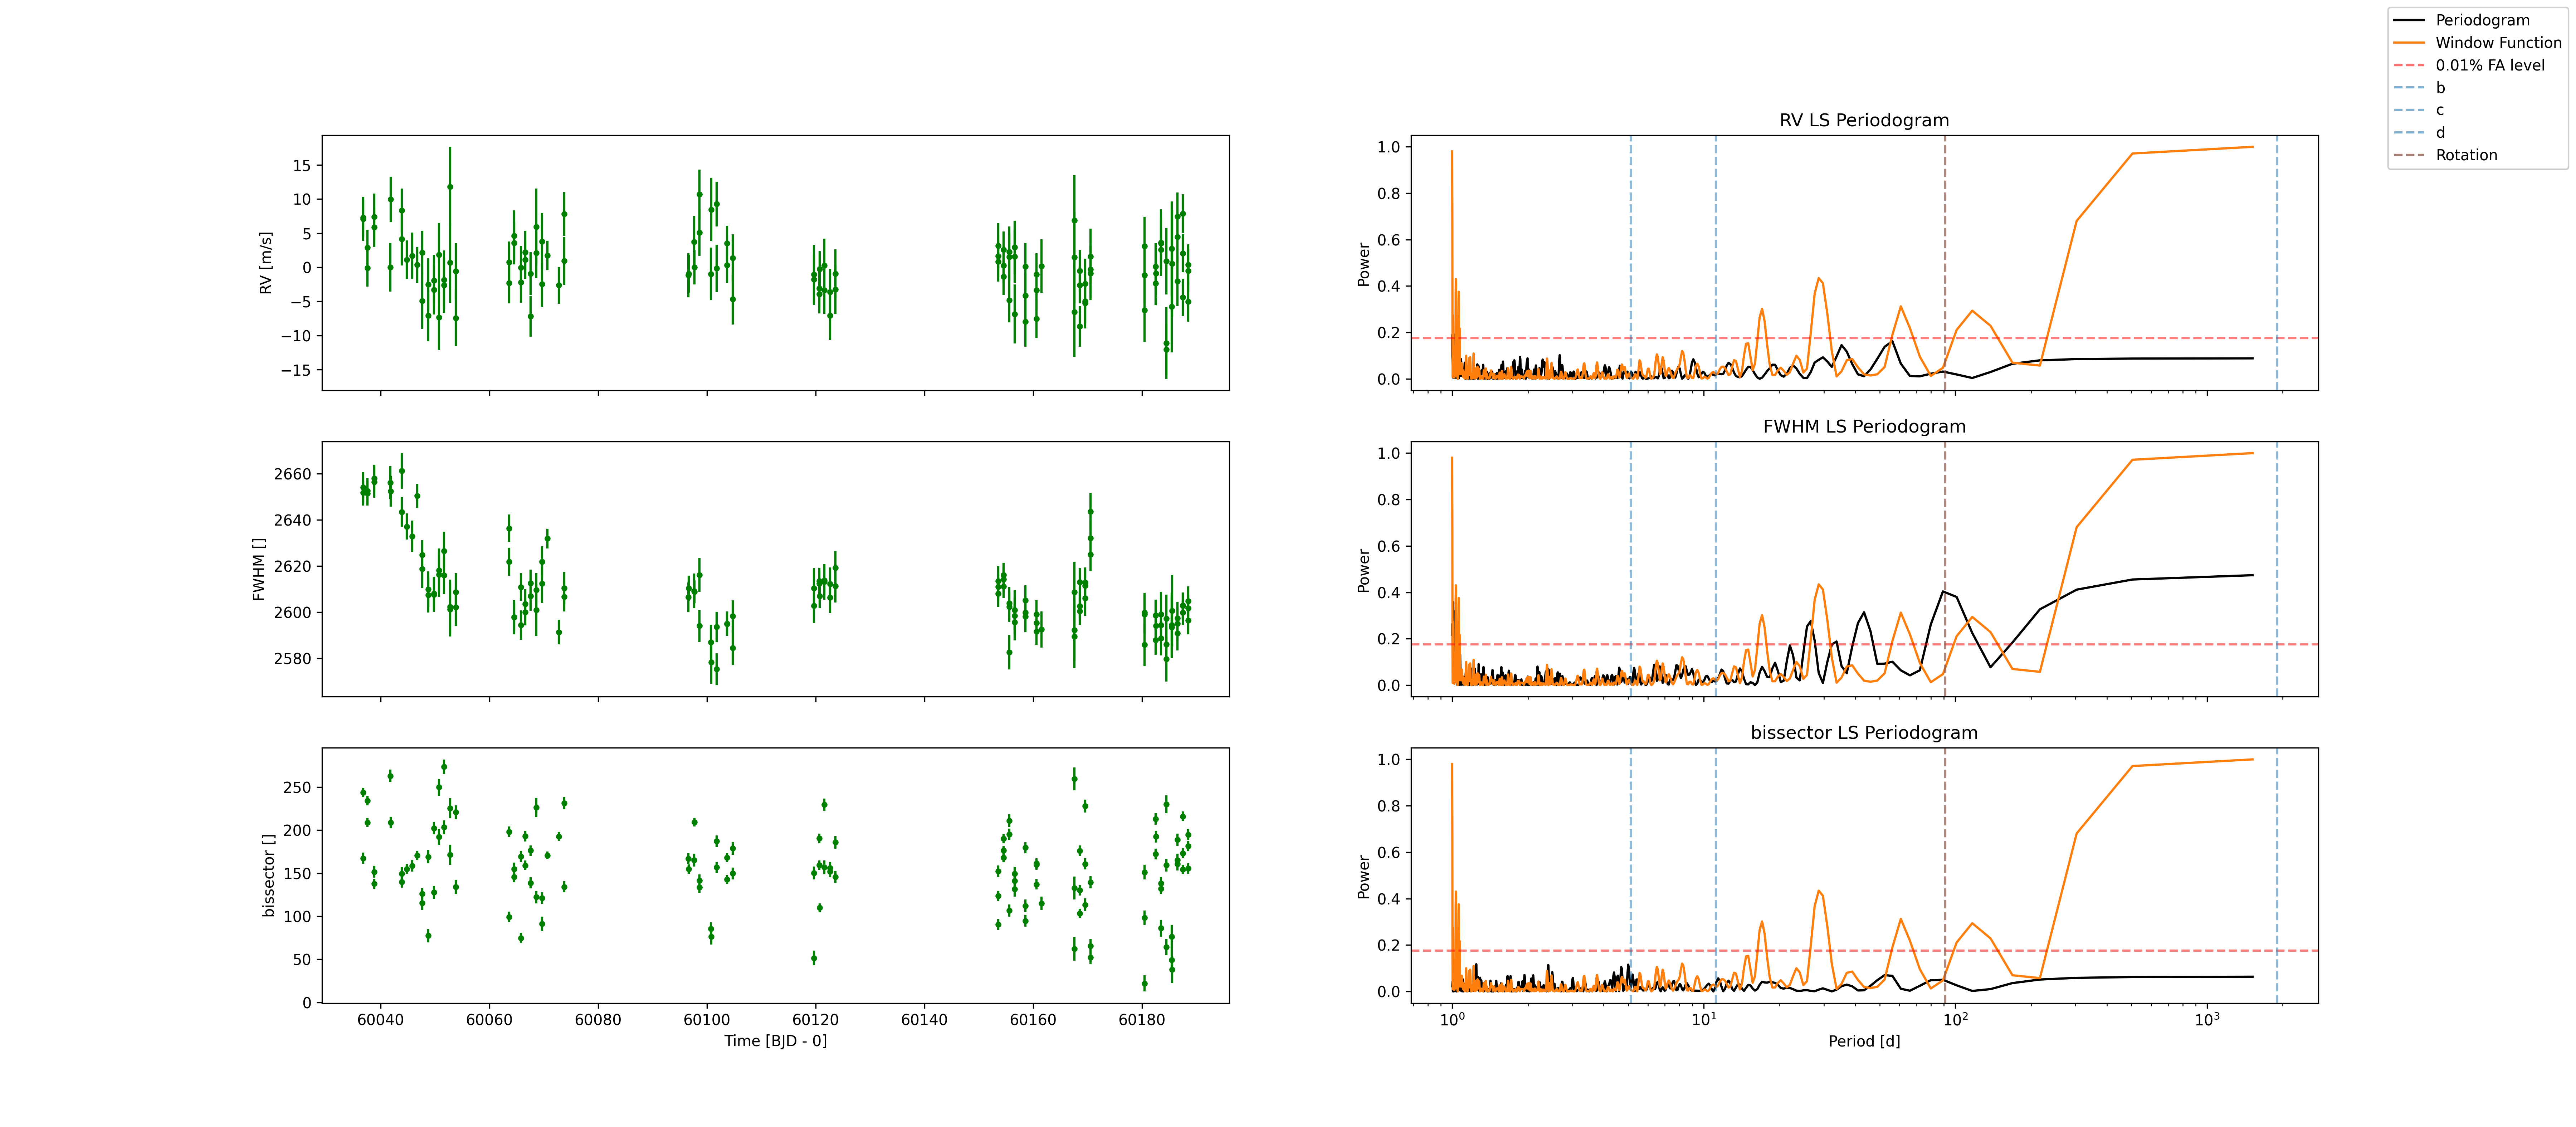 Periodogram
Window Function
0.01% FA level
b
c
d
Rotation
RV LS Periodogram
15
10
5
0
−5
−10
−15
RV [m/s]
1.0
0.8
0.6
0.4
0.2
0.0
Power
FWHM LS Periodogram
2660
2640
2620
2600
2580
FWHM []
1.0
0.8
0.6
0.4
0.2
0.0
Power
bissector LS Periodogram
250
200
150
100
50
0
bissector []
60040 60060 60080 60100 60120 60140 60160 60180
Time [BJD - 0]
1.0
0.8
0.6
0.4
0.2
0.0
Power
10⁰ 10¹ 10² 10³
Period [d]